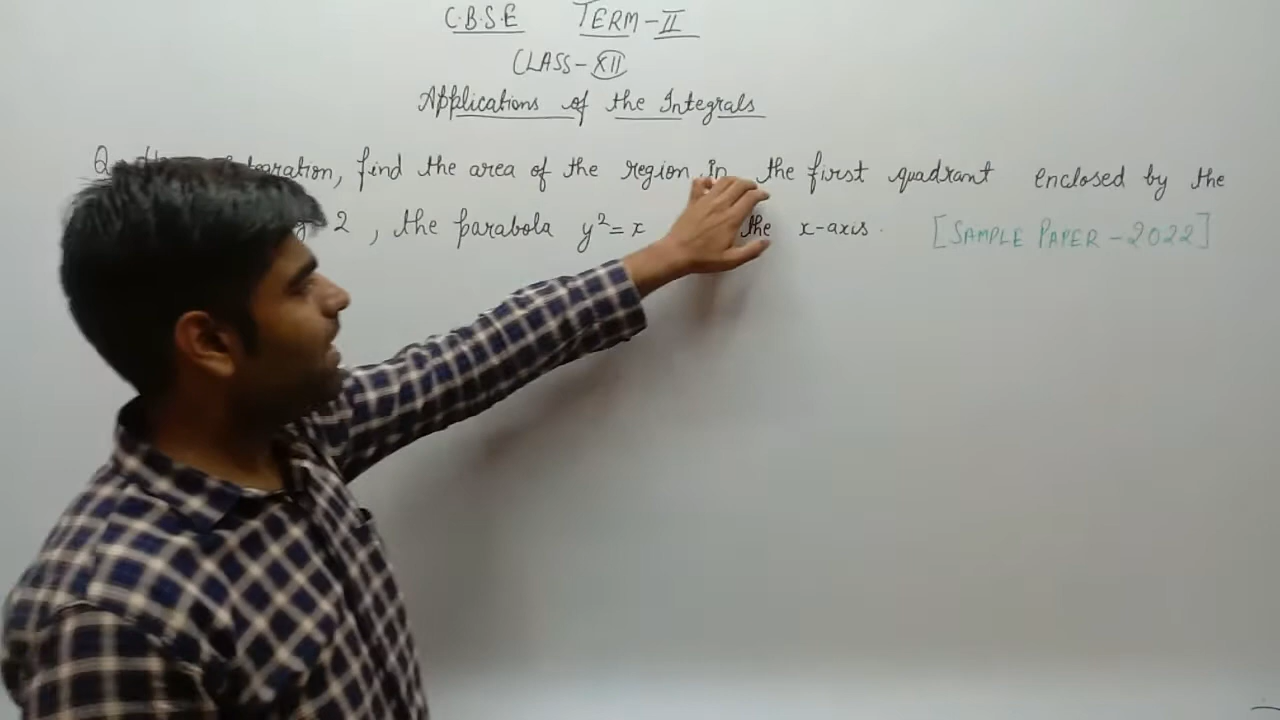 C.B.S.E TERM-II
CLASS-XII
Applications of the Integrals
find the area of the region in the first quadrant enclosed by the
2, the parabola y²=x the x-axis. [SAMPLE PAPER-2022]